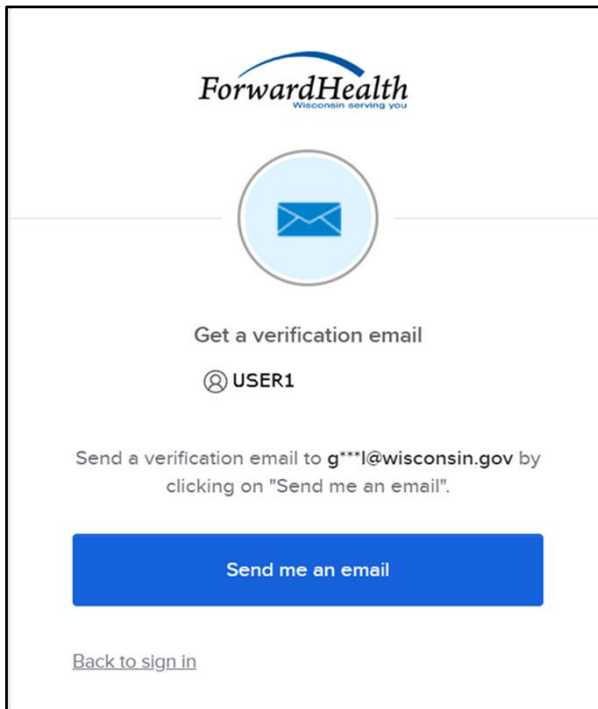 ForwardHealth
Wisconsin serving you
Get a verification email
USER1
Send a verification email to g***l@wisconsin.gov by
clicking on "Send me an email".
Send me an email
Back to sign in